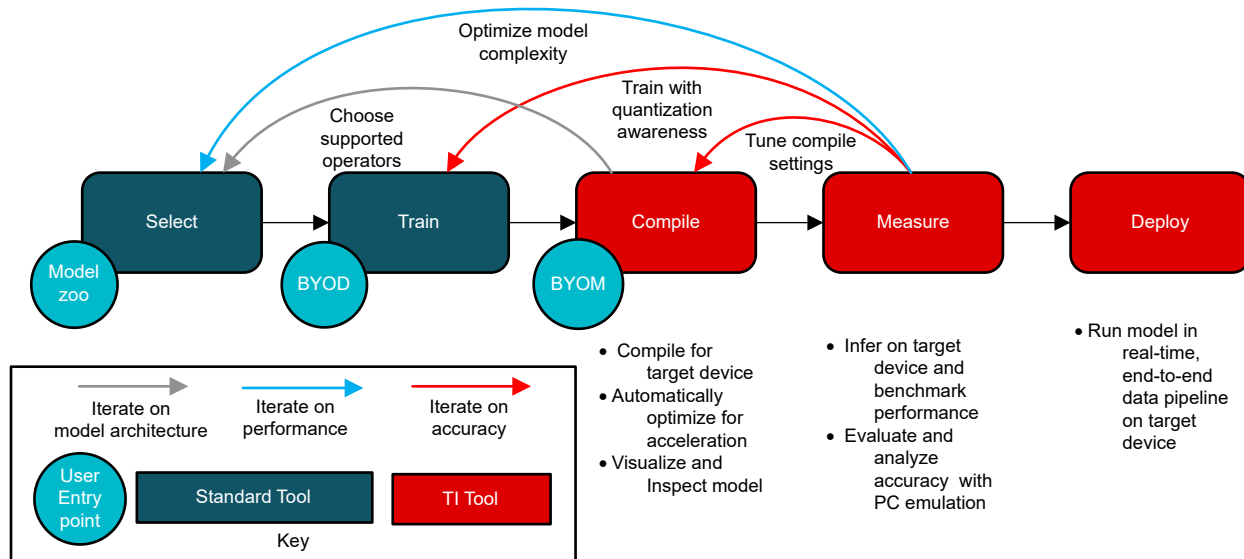 Optimize model
complexity
Train with
quantization
awareness
Choose
supported
operators
Tune compile
settings
Select
Train
Compile
Measure
Deploy
Model
zoo
BYOD
BYOM
• Compile for
target device
• Automatically
optimize for
acceleration
• Visualize and
Inspect model
• Infer on target
device and
benchmark
performance
• Evaluate and
analyze
accuracy with
PC emulation
• Run model in
real-time,
end-to-end
data pipeline
on target
device
Iterate on
model architecture
Iterate on
performance
Iterate on
accuracy
User
Entry
point
Standard Tool
TI Tool
Key